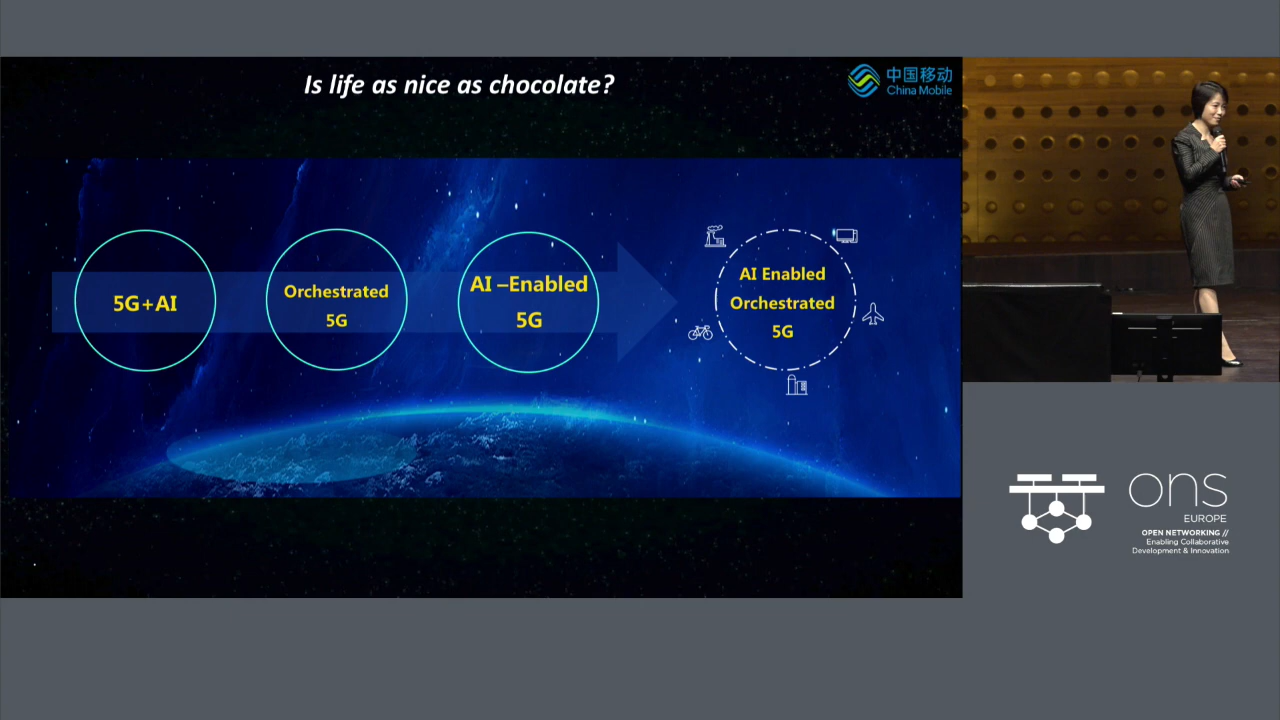 Is life as nice as chocolate?
中国移动
China Mobile
5G+AI
Orchestrated
5G
AI –Enabled
5G
AI Enabled
Orchestrated
5G
ons
EUROPE
OPEN NETWORKING //
Enabling Collaborative
Development & Innovation